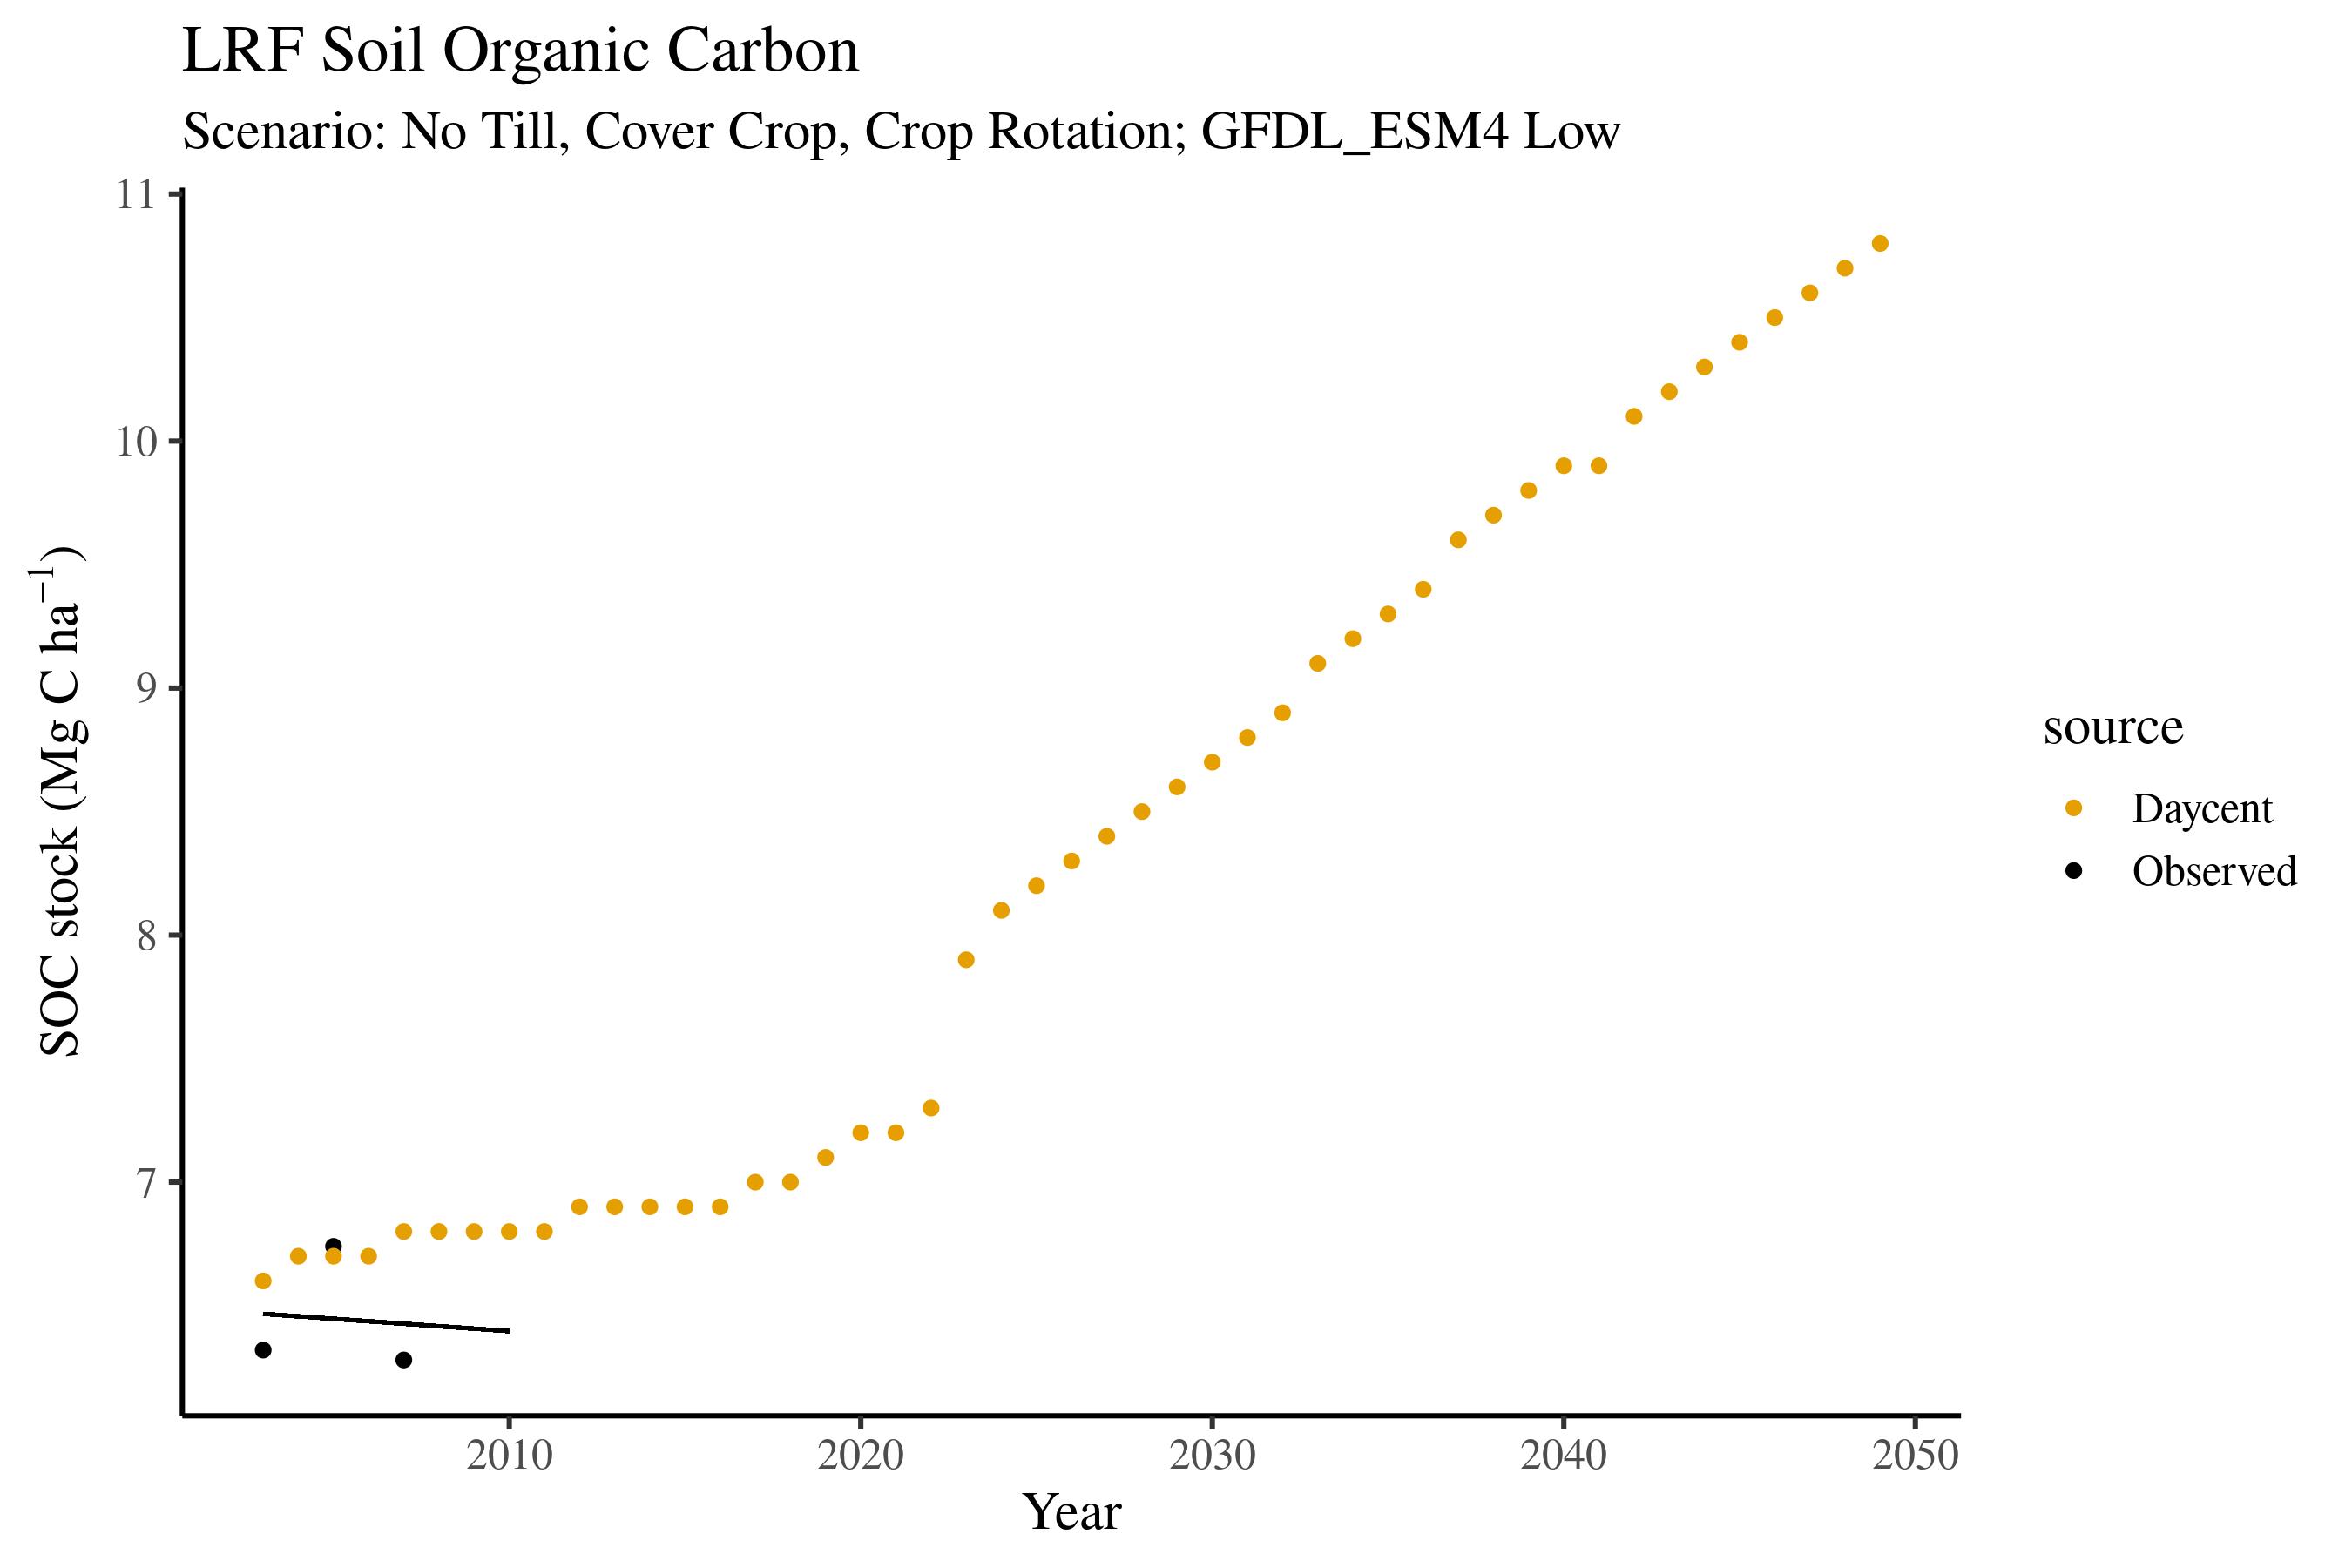 LRF Soil Organic Carbon
Scenario: No Till, Cover Crop, Crop Rotation; GFDL_ESM4 Low
11
10
9
8
7
SOC stock (Mg C ha⁻¹)
2010 2020 2030 2040 2050
Year
source
Daycent
Observed